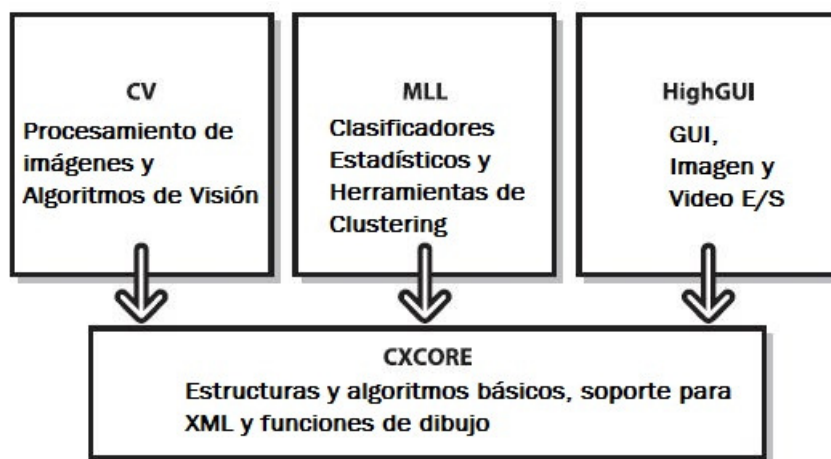 CV
Procesamiento de
imágenes y
Algoritmos de Visión
MLL
Clasificadores
Estadísticos y
Herramientas de
Clustering
HighGUI
GUI,
Imagen y
Video E/S
CXCORE
Estructuras y algoritmos básicos, soporte para
XML y funciones de dibujo